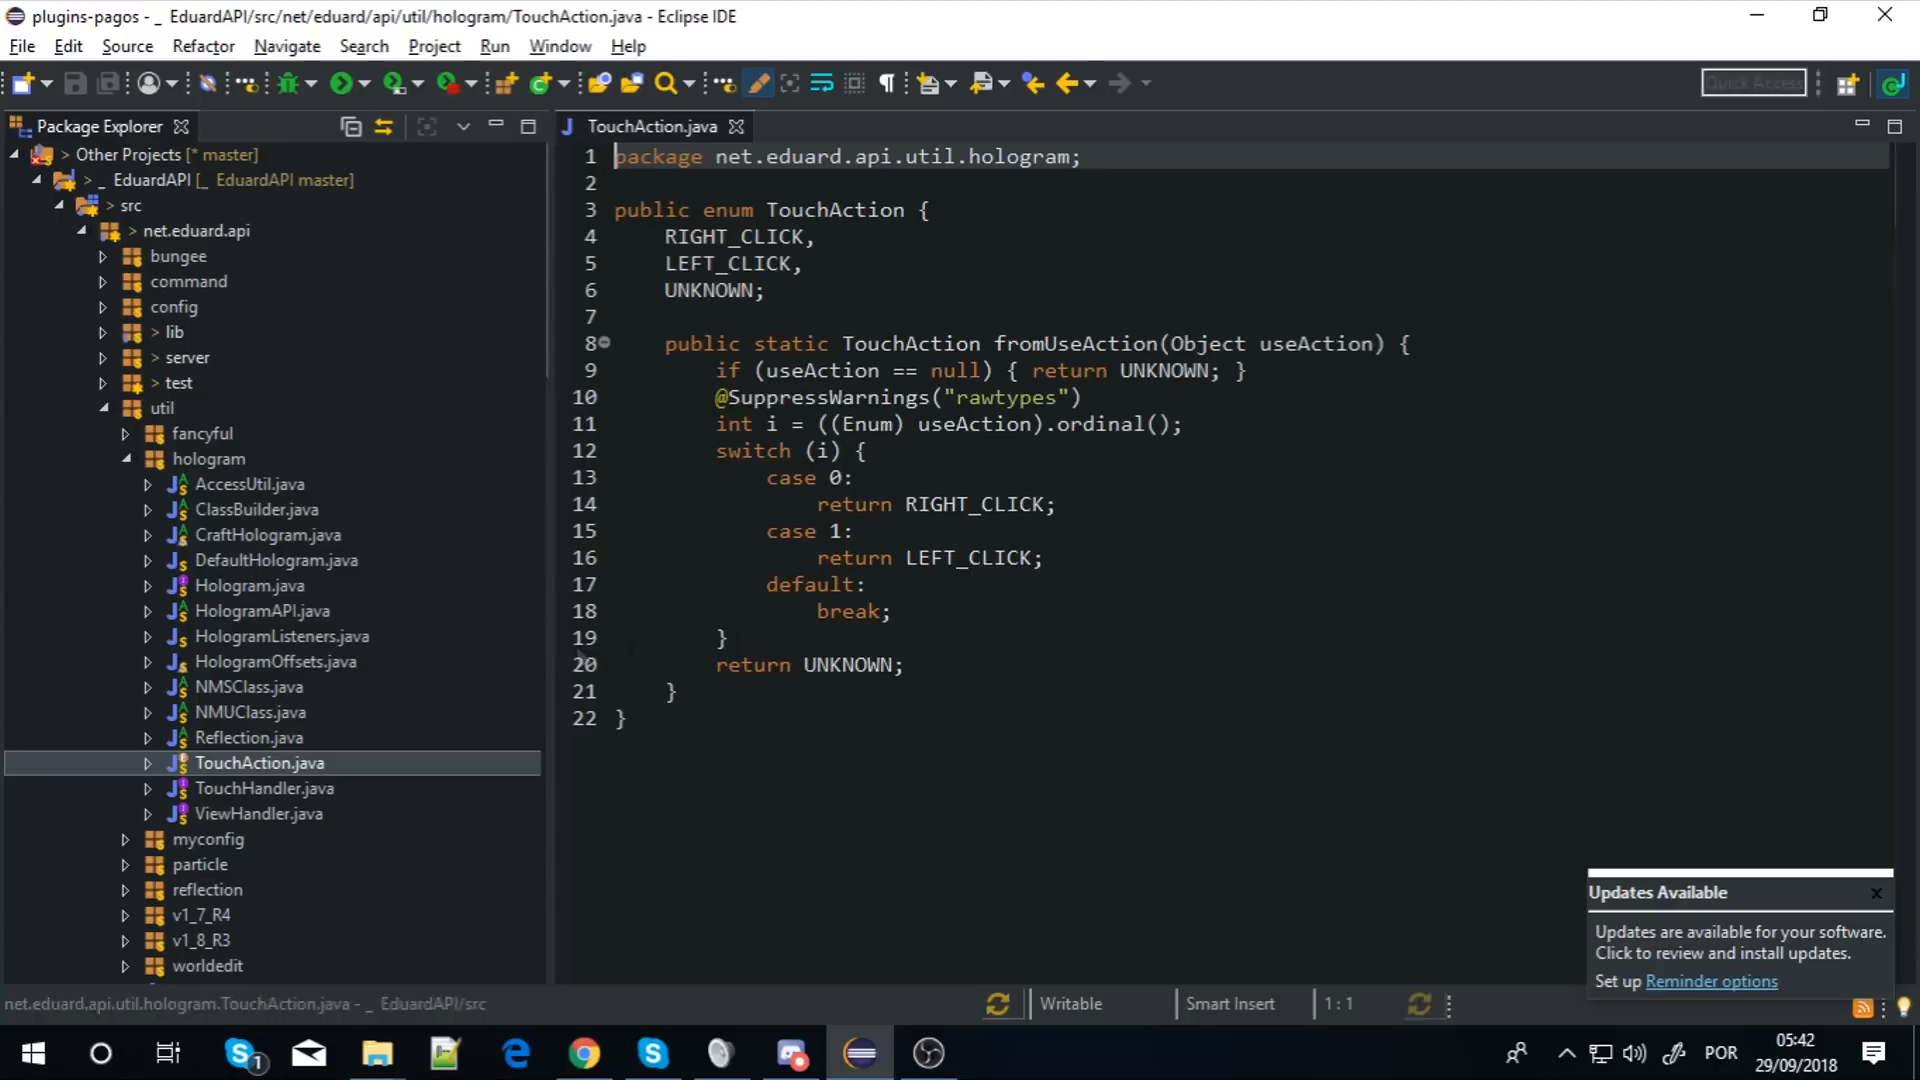 plugins-pagos - _ EduardAPI/src/net/eduard/api/util/hologram/TouchAction.java - Eclipse IDE
File Edit Source Refactor Navigate Search Project Run Window Help
Quick Access
Package Explorer
> Other Projects [* master]
> _ EduardAPI [_ EduardAPI master]
> src
> net.eduard.api
bungee
command
config
> lib
> server
> test
util
fancyful
hologram
AccessUtil.java
ClassBuilder.java
CraftHologram.java
DefaultHologram.java
Hologram.java
HologramAPI.java
HologramListeners.java
HologramOffsets.java
NMSClass.java
NMUClass.java
Reflection.java
TouchAction.java
TouchHandler.java
ViewHandler.java
myconfig
particle
reflection
v1_7_R4
v1_8_R3
worldedit
TouchAction.java
1 package net.eduard.api.util.hologram;
2
3 public enum TouchAction {
4 RIGHT_CLICK,
5 LEFT_CLICK,
6 UNKNOWN;
7
8 public static TouchAction fromUseAction(Object useAction) {
9 if (useAction == null) { return UNKNOWN; }
10 @SuppressWarnings("rawtypes")
11 int i = ((Enum) useAction).ordinal();
12 switch (i) {
13 case 0:
14 return RIGHT_CLICK;
15 case 1:
16 return LEFT_CLICK;
17 default:
18 break;
19 }
20 return UNKNOWN;
21 }
22 }
Updates Available
Updates are available for your software.
Click to review and install updates.
Set up Reminder options
net.eduard.api.util.hologram.TouchAction.java - _ EduardAPI/src
Writable
Smart Insert
1 : 1
1
POR
05:42
29/09/2018